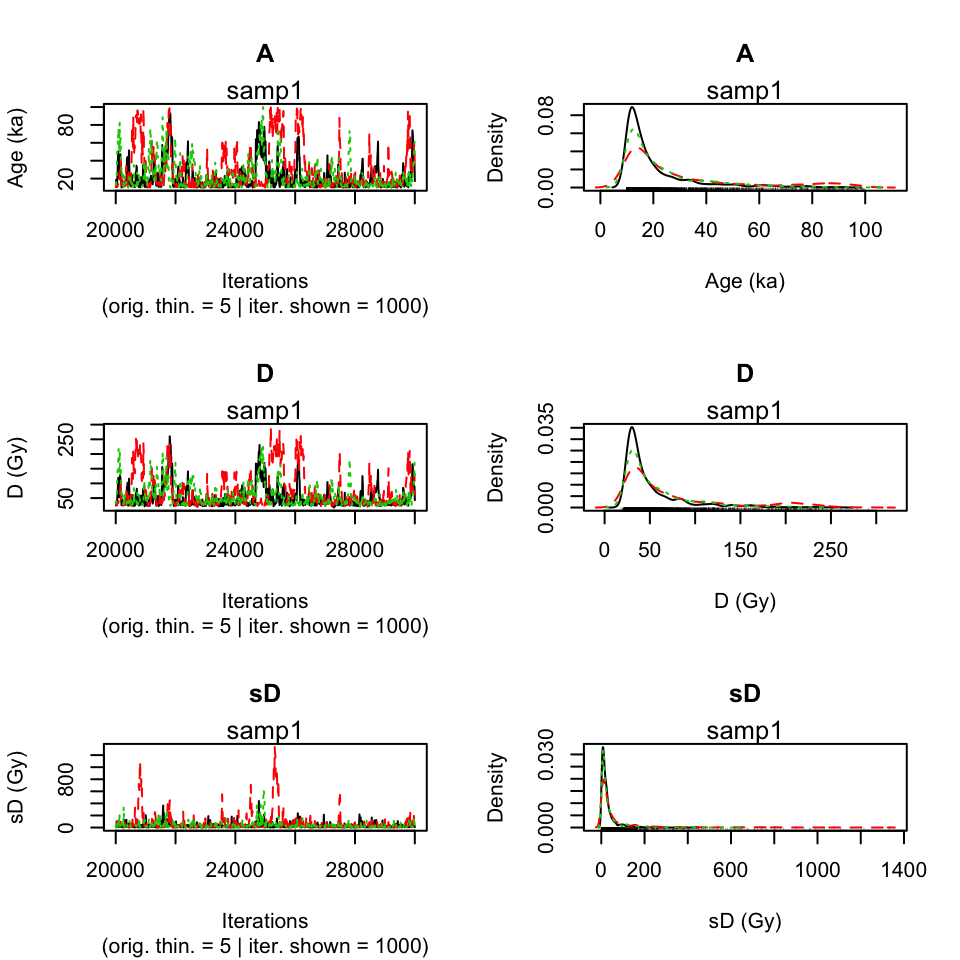 A
samp1
Age (ka)
80
20
20000 24000 28000
Iterations
(orig. thin. = 5 | iter. shown = 1000)
A
samp1
Density
0.08
0.00
0 20 40 60 80 100
Age (ka)
D
samp1
D (Gy)
250
50
20000 24000 28000
Iterations
(orig. thin. = 5 | iter. shown = 1000)
D
samp1
Density
0.035
0.000
0 50 150 250
D (Gy)
sD
samp1
sD (Gy)
800
0
20000 24000 28000
Iterations
(orig. thin. = 5 | iter. shown = 1000)
sD
samp1
Density
0.030
0.000
0 200 600 1000 1400
sD (Gy)